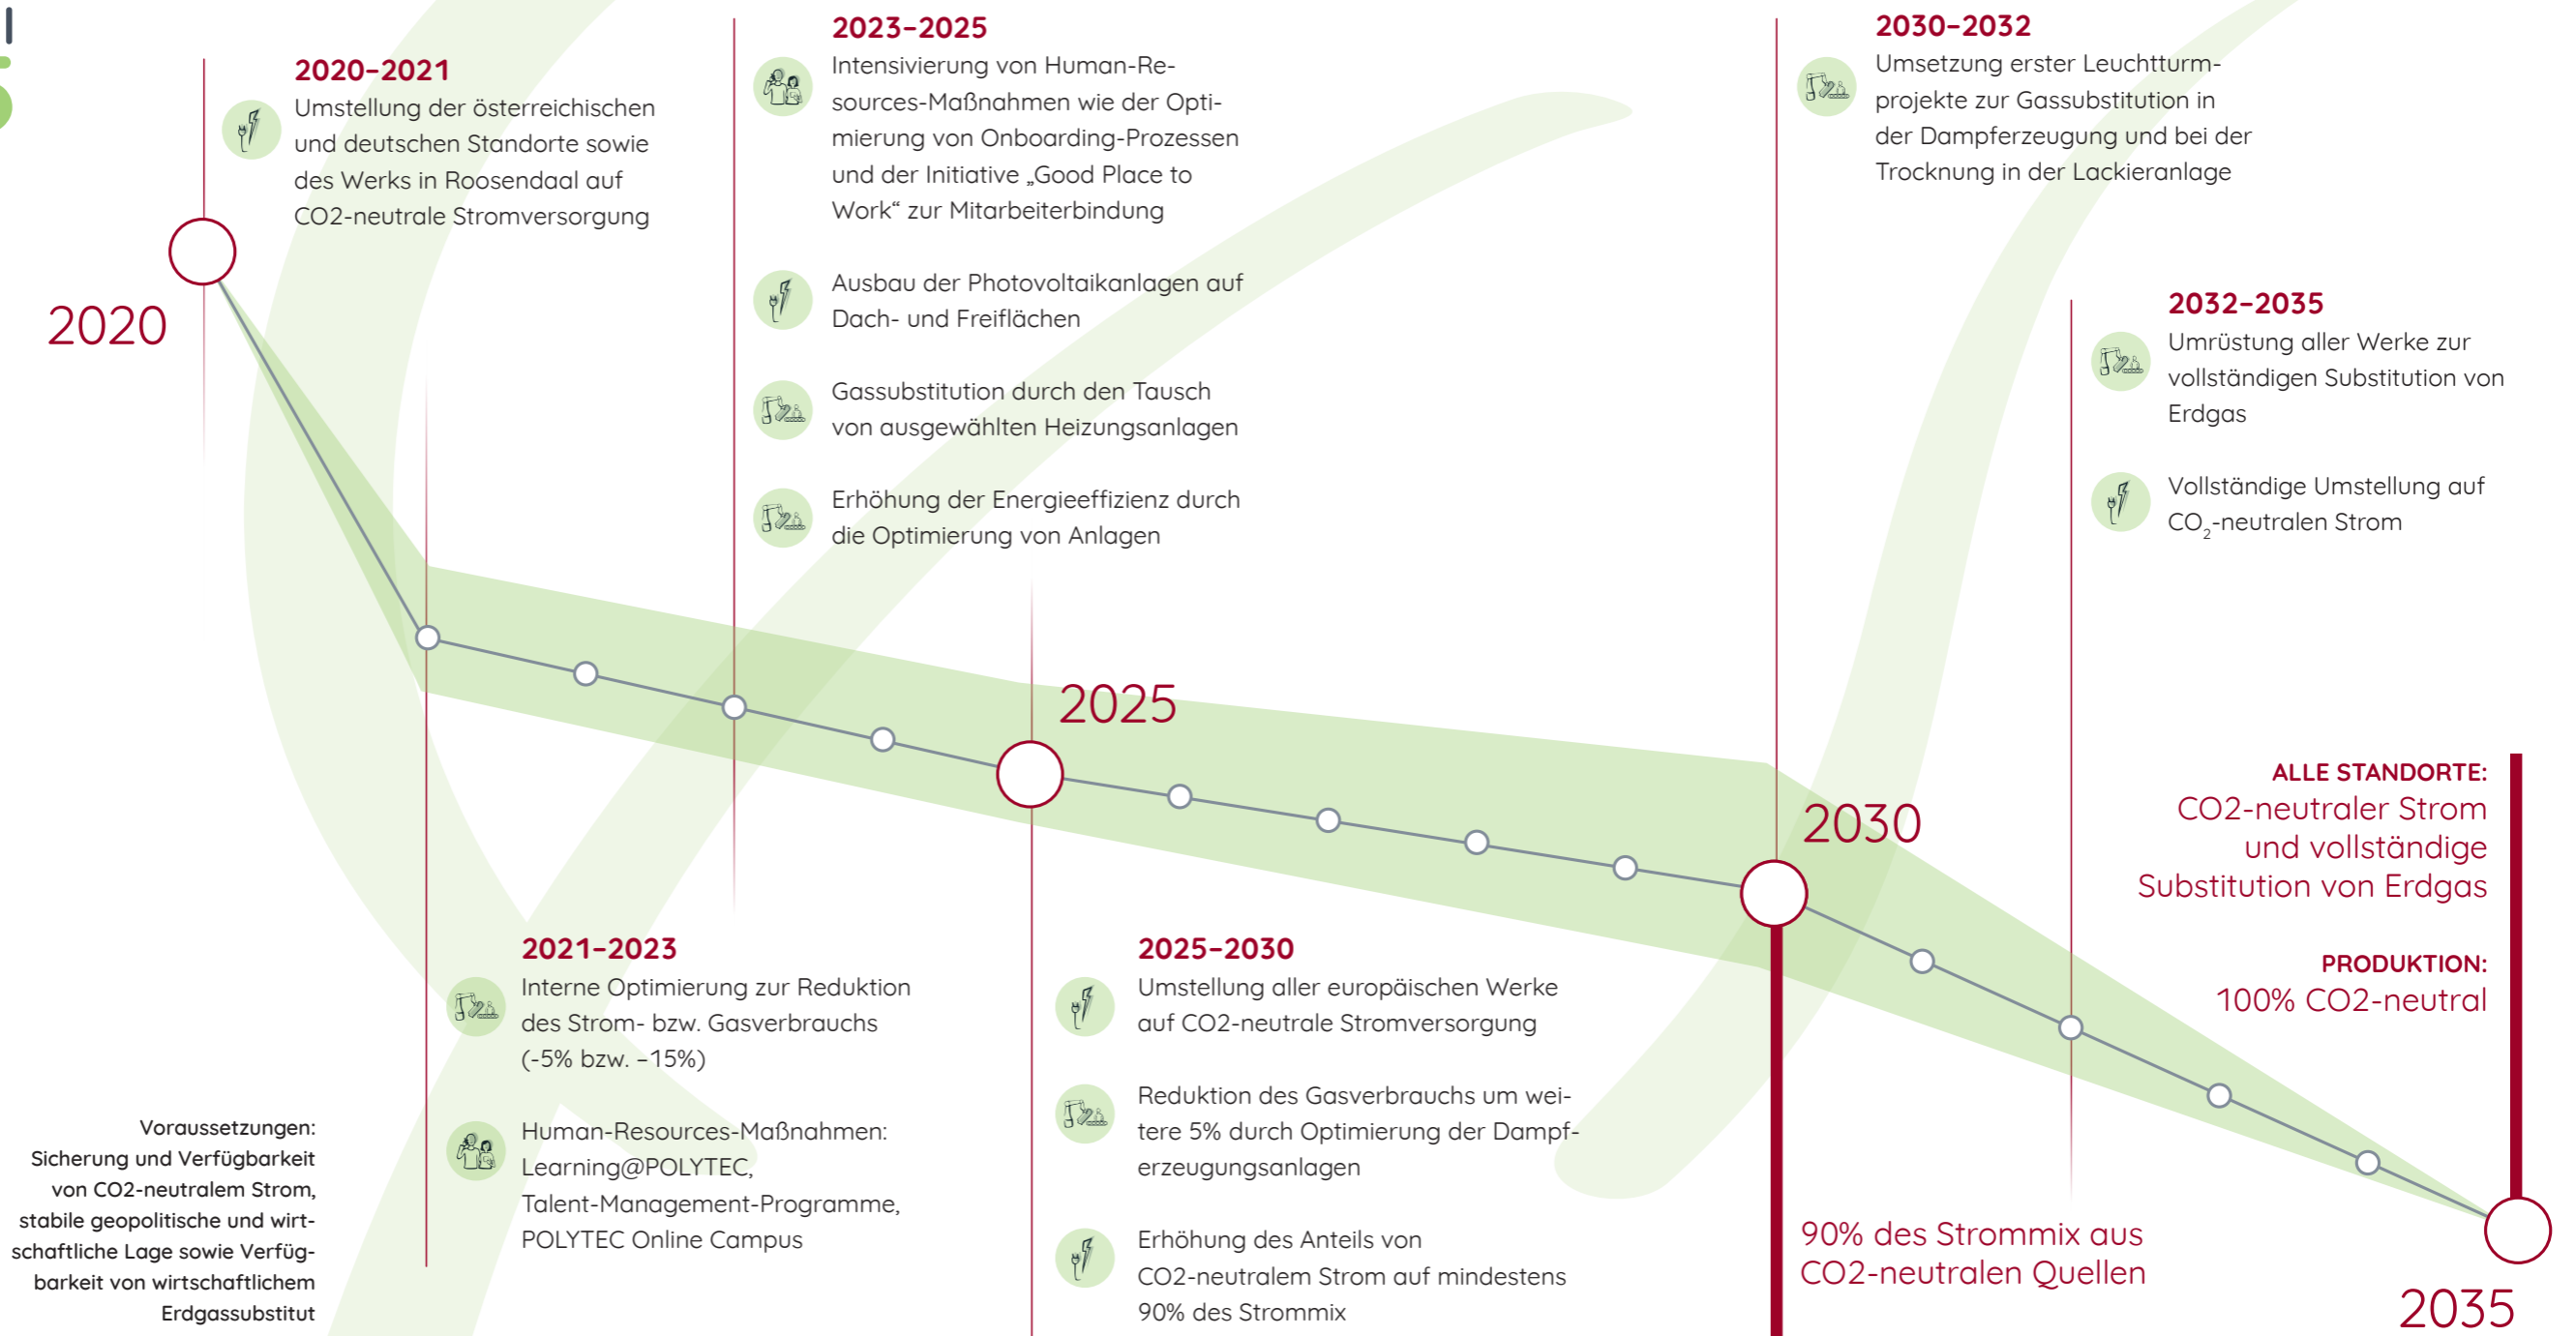 2020
2020–2021
Umstellung der österreichischen
und deutschen Standorte sowie
des Werks in Roosendaal auf
CO2-neutrale Stromversorgung
2021–2023
Interne Optimierung zur Reduktion
des Strom- bzw. Gasverbrauchs
(-5% bzw. –15%)
Human-Resources-Maßnahmen:
Learning@POLYTEC,
Talent-Management-Programme,
POLYTEC Online Campus
2023–2025
Intensivierung von Human-Re-
sources-Maßnahmen wie der Opti-
mierung von Onboarding-Prozessen
und der Initiative „Good Place to
Work“ zur Mitarbeiterbindung
Ausbau der Photovoltaikanlagen auf
Dach- und Freiflächen
Gassubstitution durch den Tausch
von ausgewählten Heizungsanlagen
Erhöhung der Energieeffizienz durch
die Optimierung von Anlagen
2025
2025–2030
Umstellung aller europäischen Werke
auf CO2-neutrale Stromversorgung
Reduktion des Gasverbrauchs um wei-
tere 5% durch Optimierung der Dampf-
erzeugungsanlagen
Erhöhung des Anteils von
CO2-neutralem Strom auf mindestens
90% des Strommix
2030
90% des Strommix aus
CO2-neutralen Quellen
2030–2032
Umsetzung erster Leuchtturm-
projekte zur Gassubstitution in
der Dampferzeugung und bei der
Trocknung in der Lackieranlage
2032–2035
Umrüstung aller Werke zur
vollständigen Substitution von
Erdgas
Vollständige Umstellung auf
CO₂-neutralen Strom
ALLE STANDORTE:
CO2-neutraler Strom
und vollständige
Substitution von Erdgas
PRODUKTION:
100% CO2-neutral
2035
Voraussetzungen:
Sicherung und Verfügbarkeit
von CO2-neutralem Strom,
stabile geopolitische und wirt-
schaftliche Lage sowie Verfüg-
barkeit von wirtschaftlichem
Erdgassubstitut